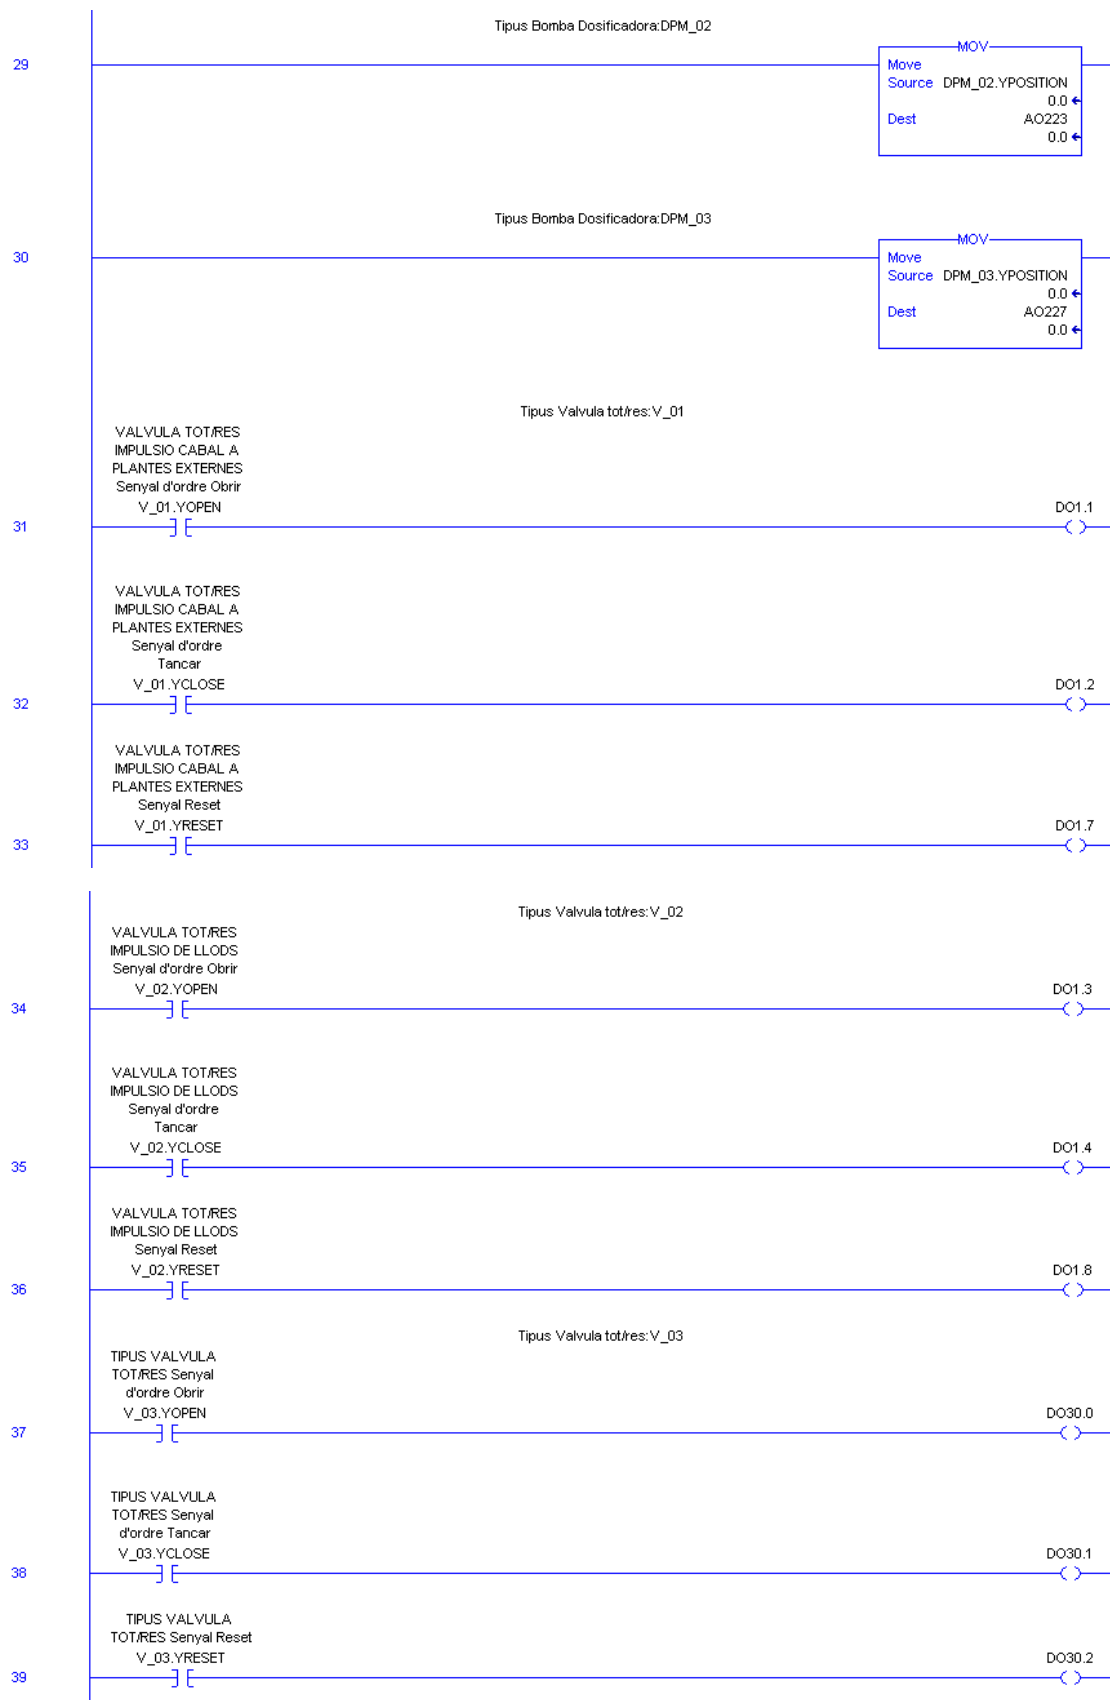 Tipus Bomba Dosificadora:DPM_02
MOV
29
Move
Source DPM_02.YPOSITION
0.0
Dest AO223
0.0
Tipus Bomba Dosificadora:DPM_03
MOV
30
Move
Source DPM_03.YPOSITION
0.0
Dest AO227
0.0
Tipus Valvula tot/res:V_01
VALVULA TOT/RES
IMPULSIO CABAL A
PLANTES EXTERNES
Senyal d'ordre Obrir
V_01.YOPEN DO1.1
31
VALVULA TOT/RES
IMPULSIO CABAL A
PLANTES EXTERNES
Senyal d'ordre
Tancar
V_01.YCLOSE DO1.2
32
VALVULA TOT/RES
IMPULSIO CABAL A
PLANTES EXTERNES
Senyal Reset
V_01.YRESET DO1.7
33
Tipus Valvula tot/res:V_02
VALVULA TOT/RES
IMPULSIO DE LLODS
Senyal d'ordre Obrir
V_02.YOPEN DO1.3
34
VALVULA TOT/RES
IMPULSIO DE LLODS
Senyal d'ordre
Tancar
V_02.YCLOSE DO1.4
35
VALVULA TOT/RES
IMPULSIO DE LLODS
Senyal Reset
V_02.YRESET DO1.8
36
Tipus Valvula tot/res:V_03
TIPUS VALVULA
TOT/RES Senyal
d'ordre Obrir
V_03.YOPEN DO30.0
37
TIPUS VALVULA
TOT/RES Senyal
d'ordre Tancar
V_03.YCLOSE DO30.1
38
TIPUS VALVULA
TOT/RES Senyal Reset
V_03.YRESET DO30.2
39